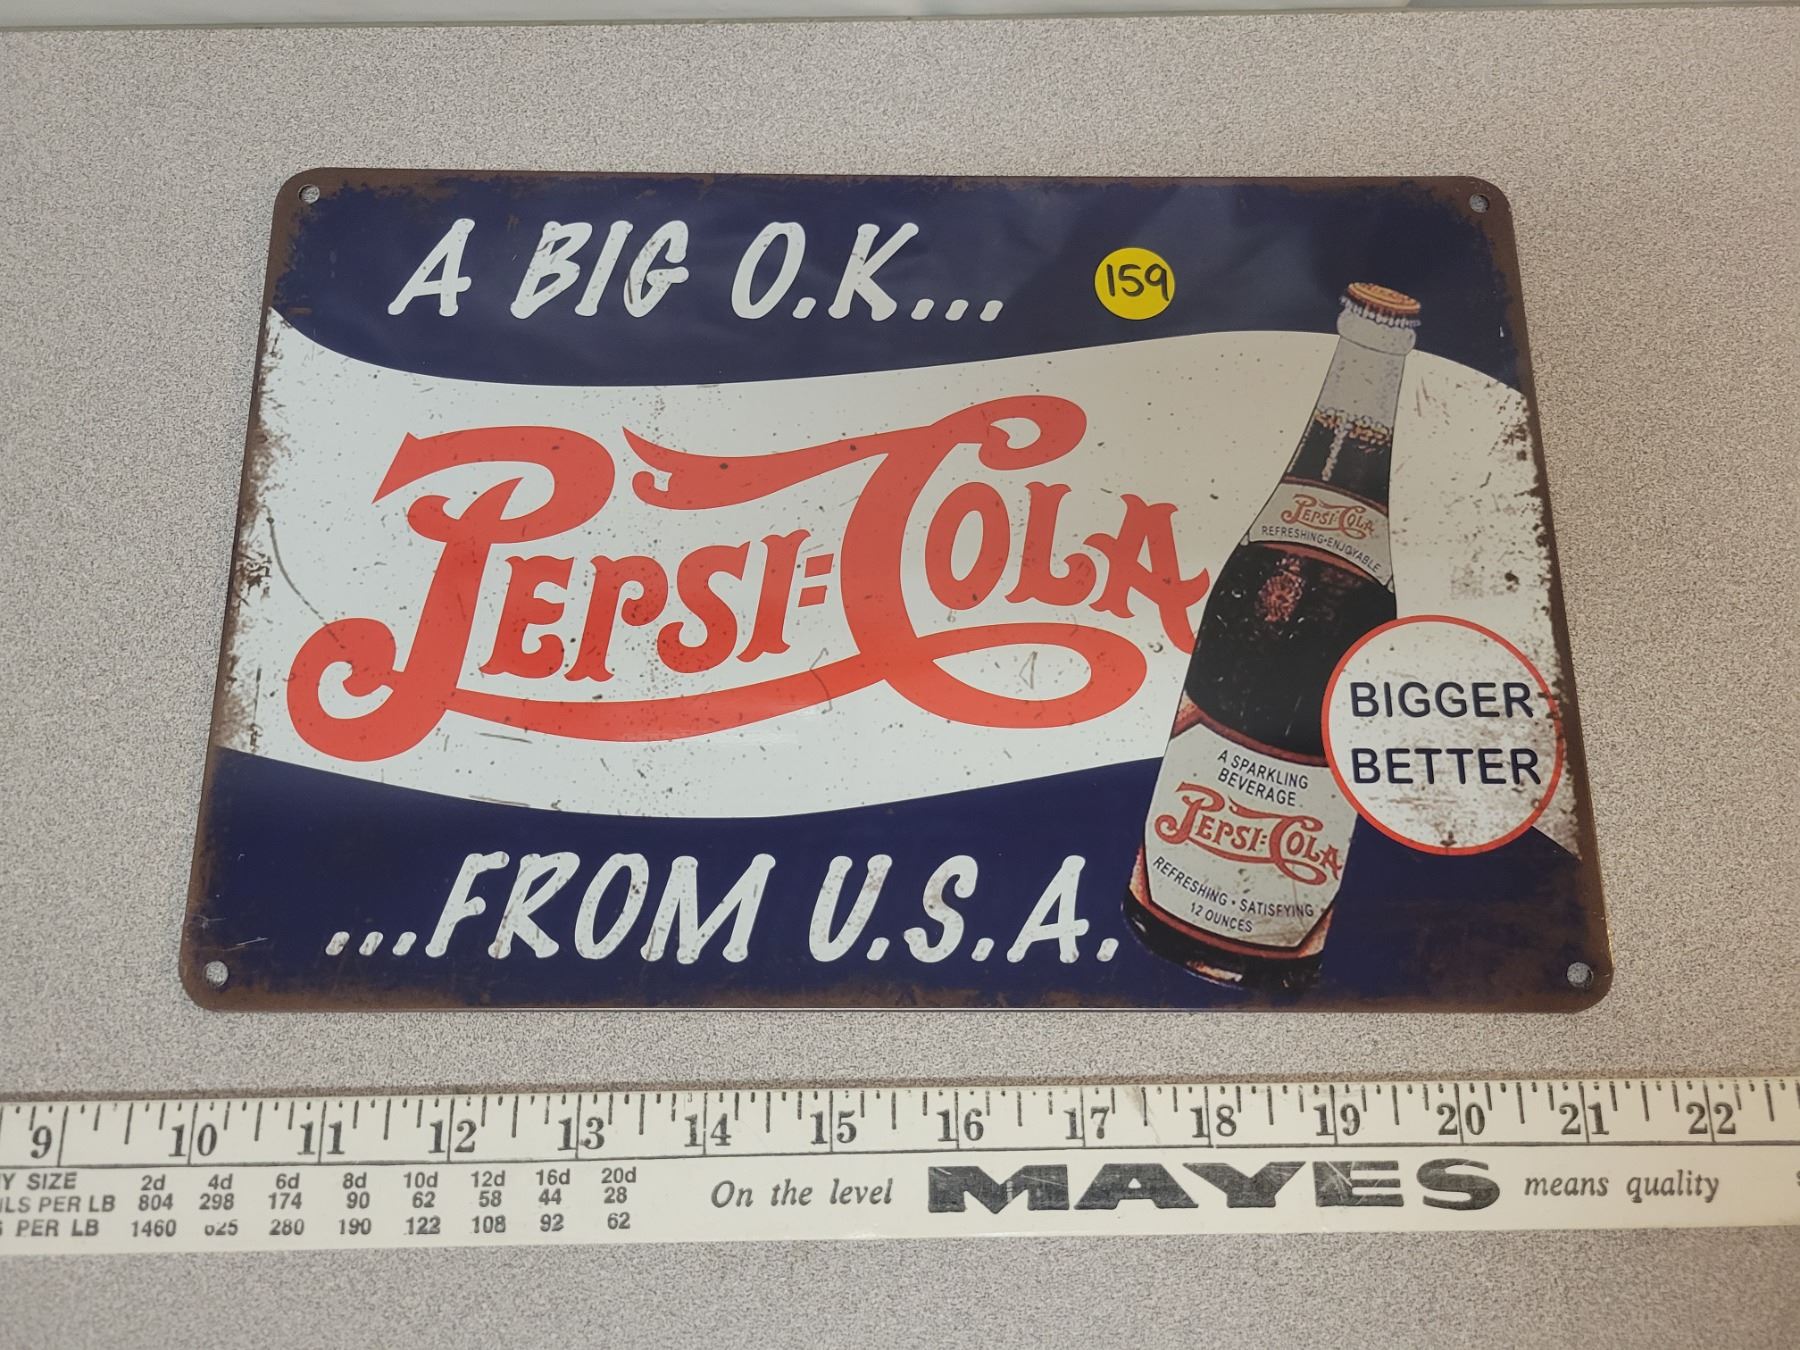 A BIG O.K...
159
PEPSI-COLA
PEPSI-COLA
REFRESHING-ENJOYABLE
BIGGER-
BETTER
A SPARKLING
BEVERAGE
PEPSI-COLA
REFRESHING • SATISFYING
12 OUNCES
...FROM U.S.A.
9 10 11 12 13 14 15 16 17 18 19 20 21 22
Y SIZE 2d 4d 6d 8d 10d 12d 16d 20d
ILS PER LB 804 298 174 90 62 58 44 28
PER LB 1460 625 280 190 122 108 92 62
On the level MAYES means quality